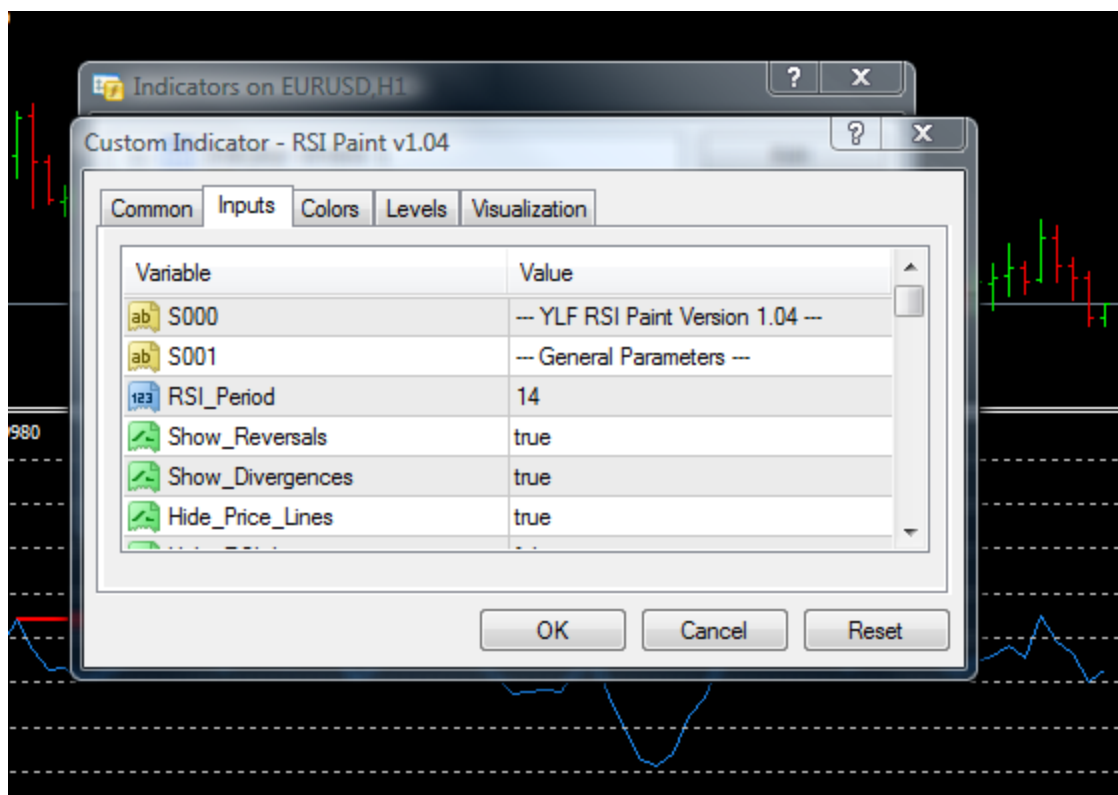 Indicators on EURUSD,H1
Custom Indicator - RSI Paint v1.04
Common Inputs Colors Levels Visualization
Variable Value
S000 --- YLF RSI Paint Version 1.04 ---
S001 --- General Parameters ---
RSI_Period 14
Show_Reversals true
Show_Divergences true
Hide_Price_Lines true
980
OK Cancel Reset